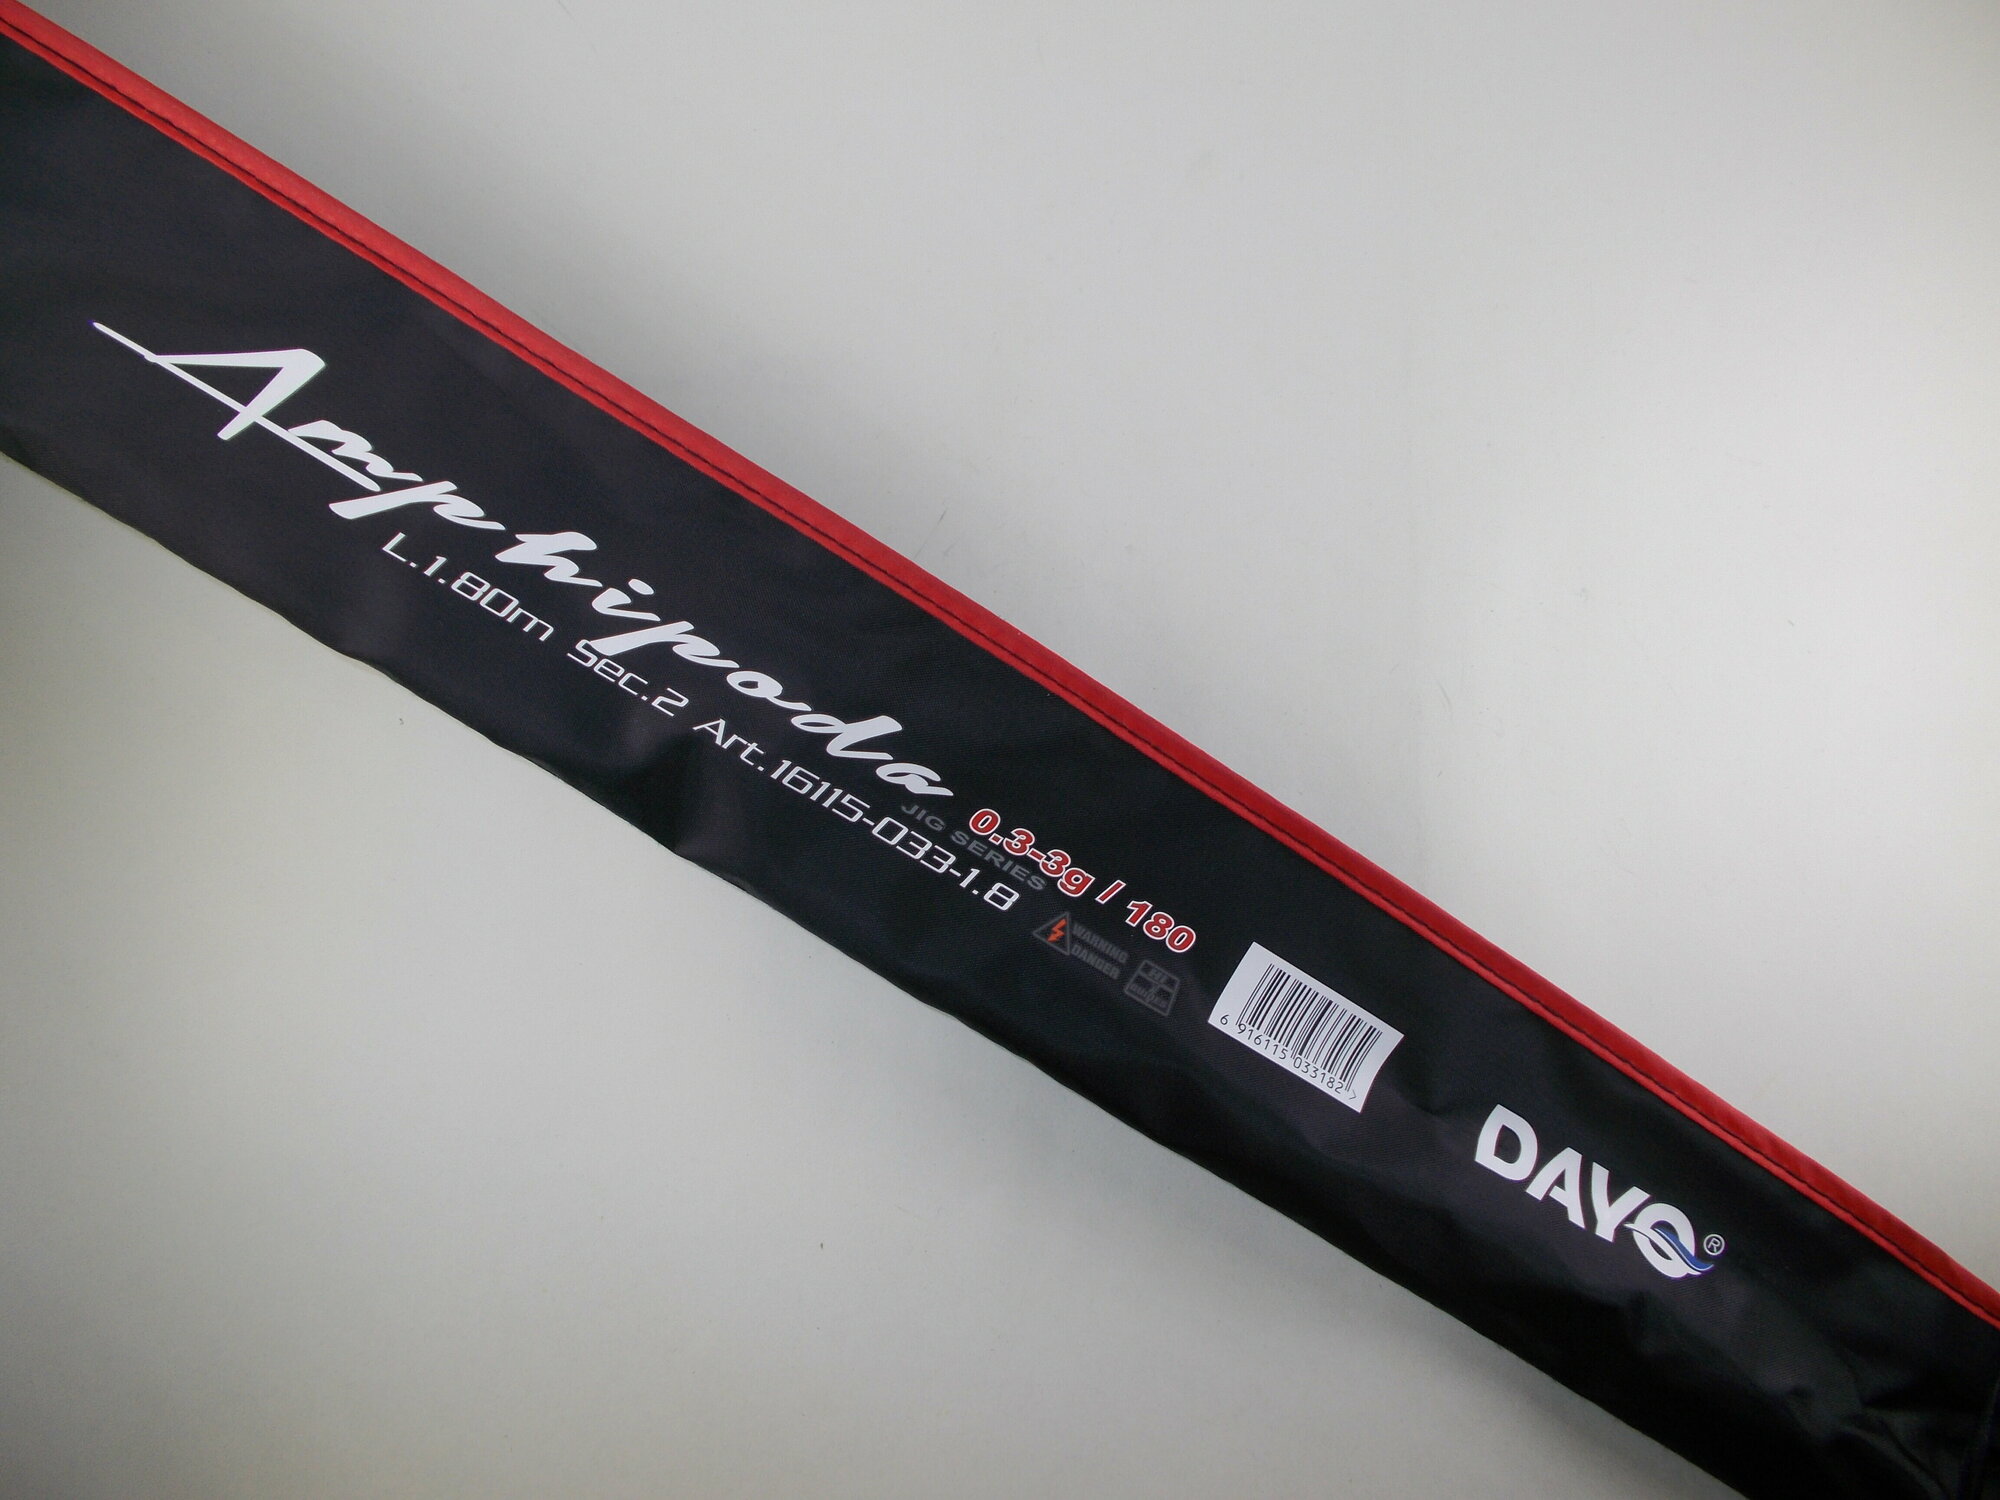 Amphipoda
0.3-3g / 180
JIG SERIES
L.1.80m Sec.2 Art.16115-033-1.8
WARNING
DANGER
6 916115 033182 >
DAYO®